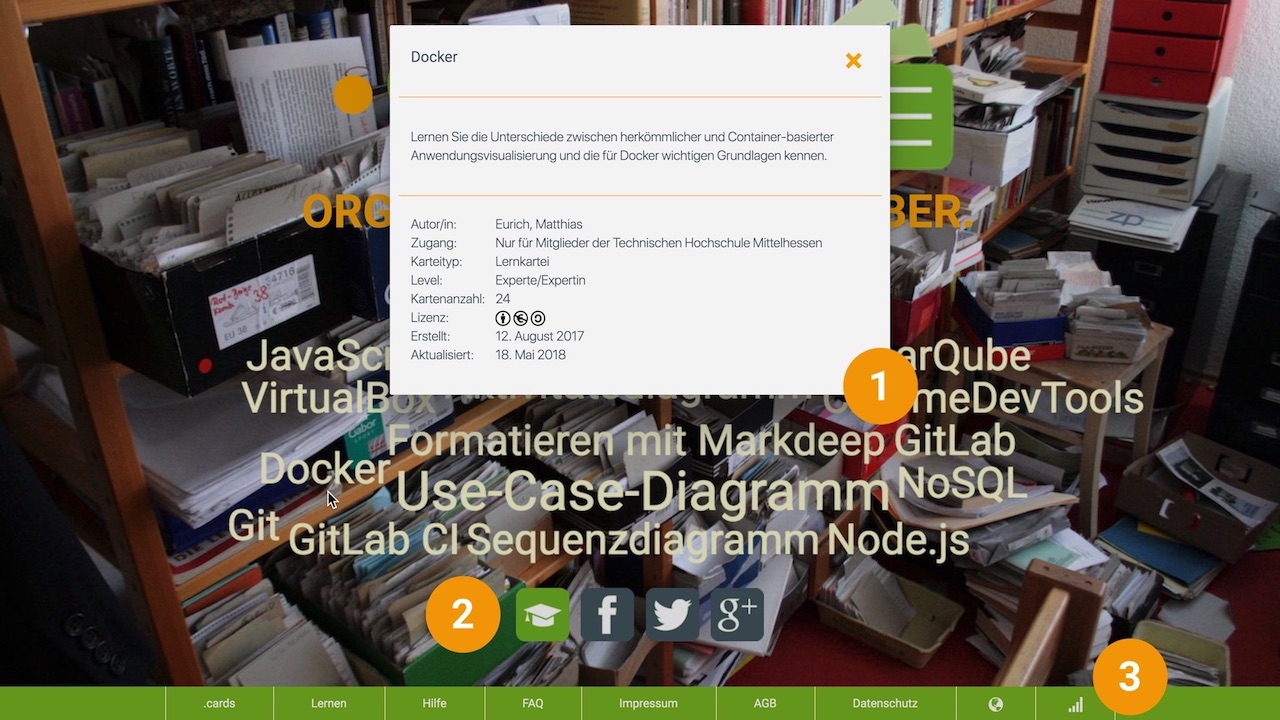 Docker
Lernen Sie die Unterschiede zwischen herkömmlicher und Container-basierter
Anwendungsvisualisierung und die für Docker wichtigen Grundlagen kennen.
ORG
BER.
Autor/in: Eurich, Matthias
Zugang: Nur für Mitglieder der Technischen Hochschule Mittelhessen
Karteityp: Lernkartei
Level: Experte/Expertin
Kartenanzahl: 24
Lizenz:
Erstellt: 12. August 2017
Aktualisiert: 18. Mai 2018
JavaScr
arQube
1
VirtualBox
meDevTools
Formatieren mit Markdeep GitLab
Docker Use-Case-Diagramm NoSQL
Git GitLab CI Sequenzdiagramm Node.js
2 f g+
3
.cards Lernen Hilfe FAQ Impressum AGB Datenschutz